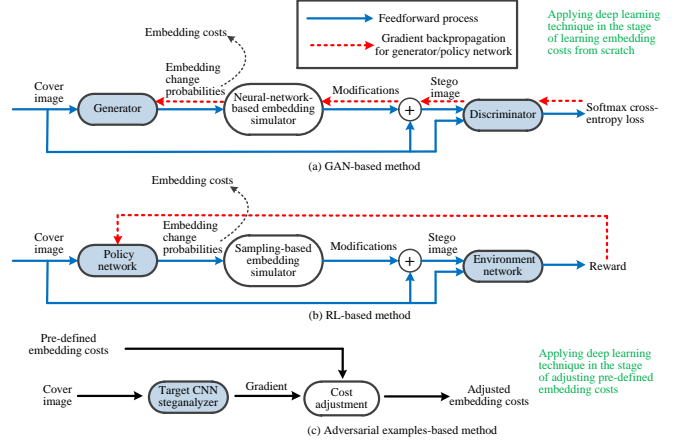 Embedding costs
Feedforward process
Gradient backpropagation
for generator/policy network
Applying deep learning
technique in the stage
of learning embedding
costs from scratch
Cover
image
Generator
Embedding
change
probabilities
Neural-network-
based embedding
simulator
Modifications
+
Stego
image
Discriminator
Softmax cross-
entropy loss
(a) GAN-based method
Embedding costs
Cover
image
Policy
network
Embedding
change
probabilities
Sampling-based
embedding
simulator
Modifications
+
Stego
image
Environment
network
Reward
(b) RL-based method
Pre-defined
embedding costs
Cover
image
Target CNN
steganalyzer
Gradient
Cost
adjustment
Adjusted
embedding costs
Applying deep learning
technique in the stage
of adjusting pre-defined
embedding costs
(c) Adversarial examples-based method